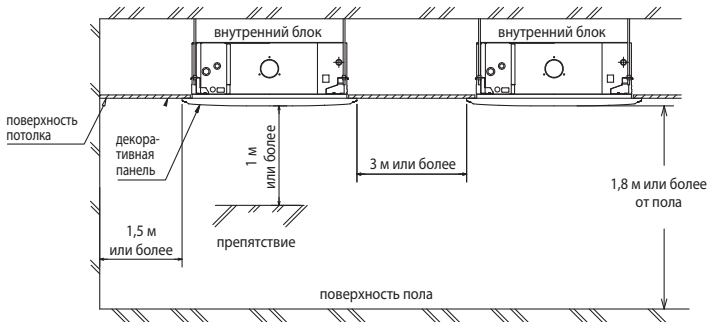 внутренний блок
внутренний блок
поверхность
потолка
декора-
тивная
панель
1 м
или более
3 м или более
1,8 м или более
от пола
1,5 м
или более
препятствие
поверхность пола